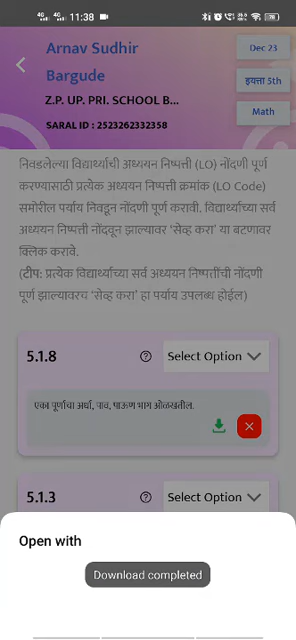 11:38
Arnav Sudhir
Bargude
Z.P. UP. PRI. SCHOOL B...
SARAL ID : 2523262332358
Dec 23
इयत्ता 5th
Math
निवडलेल्या विद्यार्थ्याची अध्ययन निष्पत्ती (LO) नोंदणी पूर्ण
करण्यासाठी प्रत्येक अध्ययन निष्पत्ती क्रमांक (LO Code)
समोरील पर्याय निवडून नोंदणी पूर्ण करावी. विद्यार्थ्याच्या सर्व
अध्ययन निष्पत्ती नोंदवून झाल्यावर 'सेव्ह करा' या बटणावर
क्लिक करावे.
(टीप: प्रत्येक विद्यार्थ्याच्या सर्व अध्ययन निष्पत्तींची नोंदणी
पूर्ण झाल्यावरच 'सेव्ह करा' हा पर्याय उपलब्ध होईल)
5.1.8
Select Option
एका पूर्णाचा अर्धा, पाव, पाऊण भाग ओळखतील.
5.1.3
Select Option
Open with
Download completed